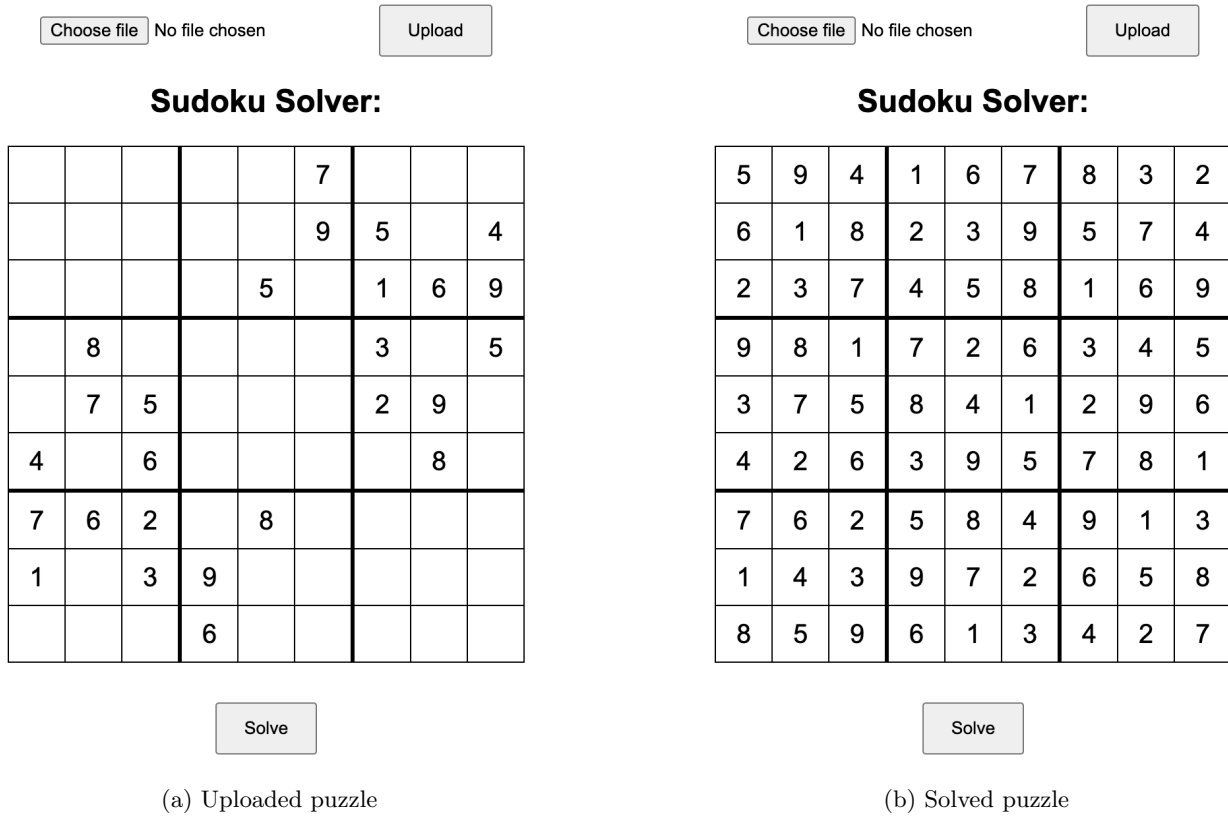 Choose file No file chosen Upload Choose file No file chosen Upload
Sudoku Solver: Sudoku Solver:
7 5 9 4 1 6 7 8 3 2
9 5 4 6 1 8 2 3 9 5 7 4
5 1 6 9 2 3 7 4 5 8 1 6 9
8 3 5 9 8 1 7 2 6 3 4 5
7 5 2 9 3 7 5 8 4 1 2 9 6
4 6 8 4 2 6 3 9 5 7 8 1
7 6 2 8 7 6 2 5 8 4 9 1 3
1 3 9 1 4 3 9 7 2 6 5 8
6 8 5 9 6 1 3 4 2 7
Solve Solve
(a) Uploaded puzzle (b) Solved puzzle